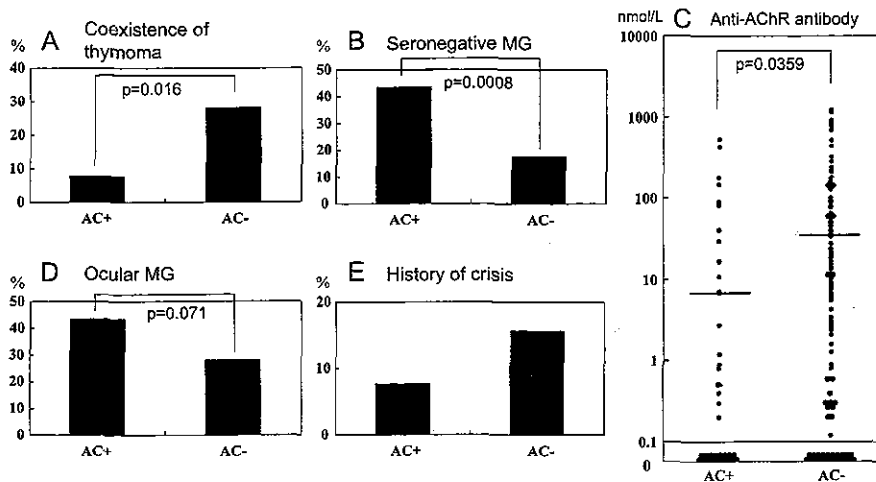 A Coexistence of thymoma
%
40
30
20
10
0
p=0.016
AC+ AC-
B Seronegative MG
%
50
40
30
20
10
0
p=0.0008
AC+ AC-
C Anti-AChR antibody
nmol/L
10000
1000
100
10
1
0.1
0
p=0.0359
AC+ AC-
D Ocular MG
%
50
40
30
20
10
0
p=0.071
AC+ AC-
E History of crisis
%
20
10
0
AC+ AC-